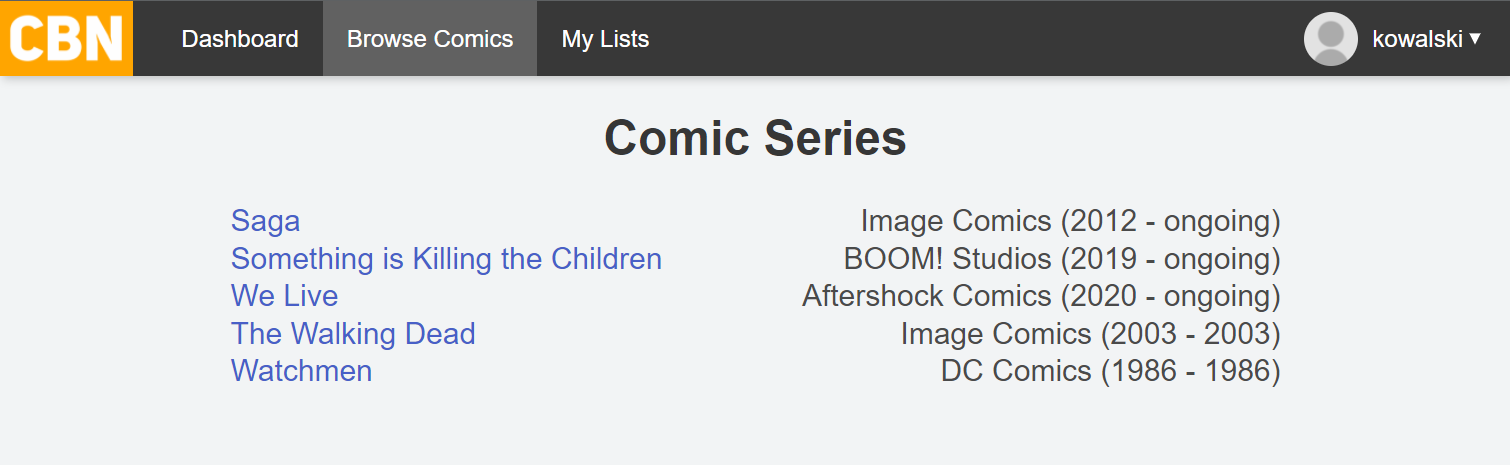 CBN Dashboard Browse Comics My Lists kowalski ▾
Comic Series
Saga Image Comics (2012 - ongoing)
Something is Killing the Children BOOM! Studios (2019 - ongoing)
We Live Aftershock Comics (2020 - ongoing)
The Walking Dead Image Comics (2003 - 2003)
Watchmen DC Comics (1986 - 1986)